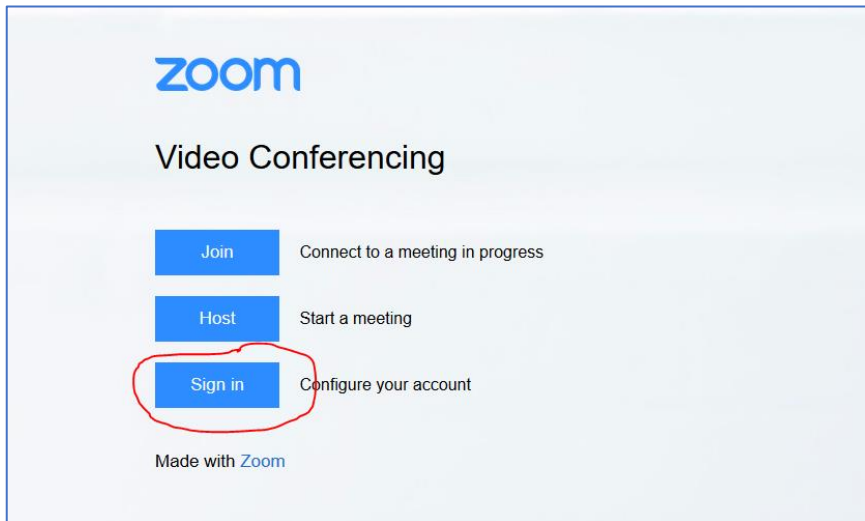 zoom
Video Conferencing
Join Connect to a meeting in progress
Host Start a meeting
Sign in Configure your account
Made with Zoom